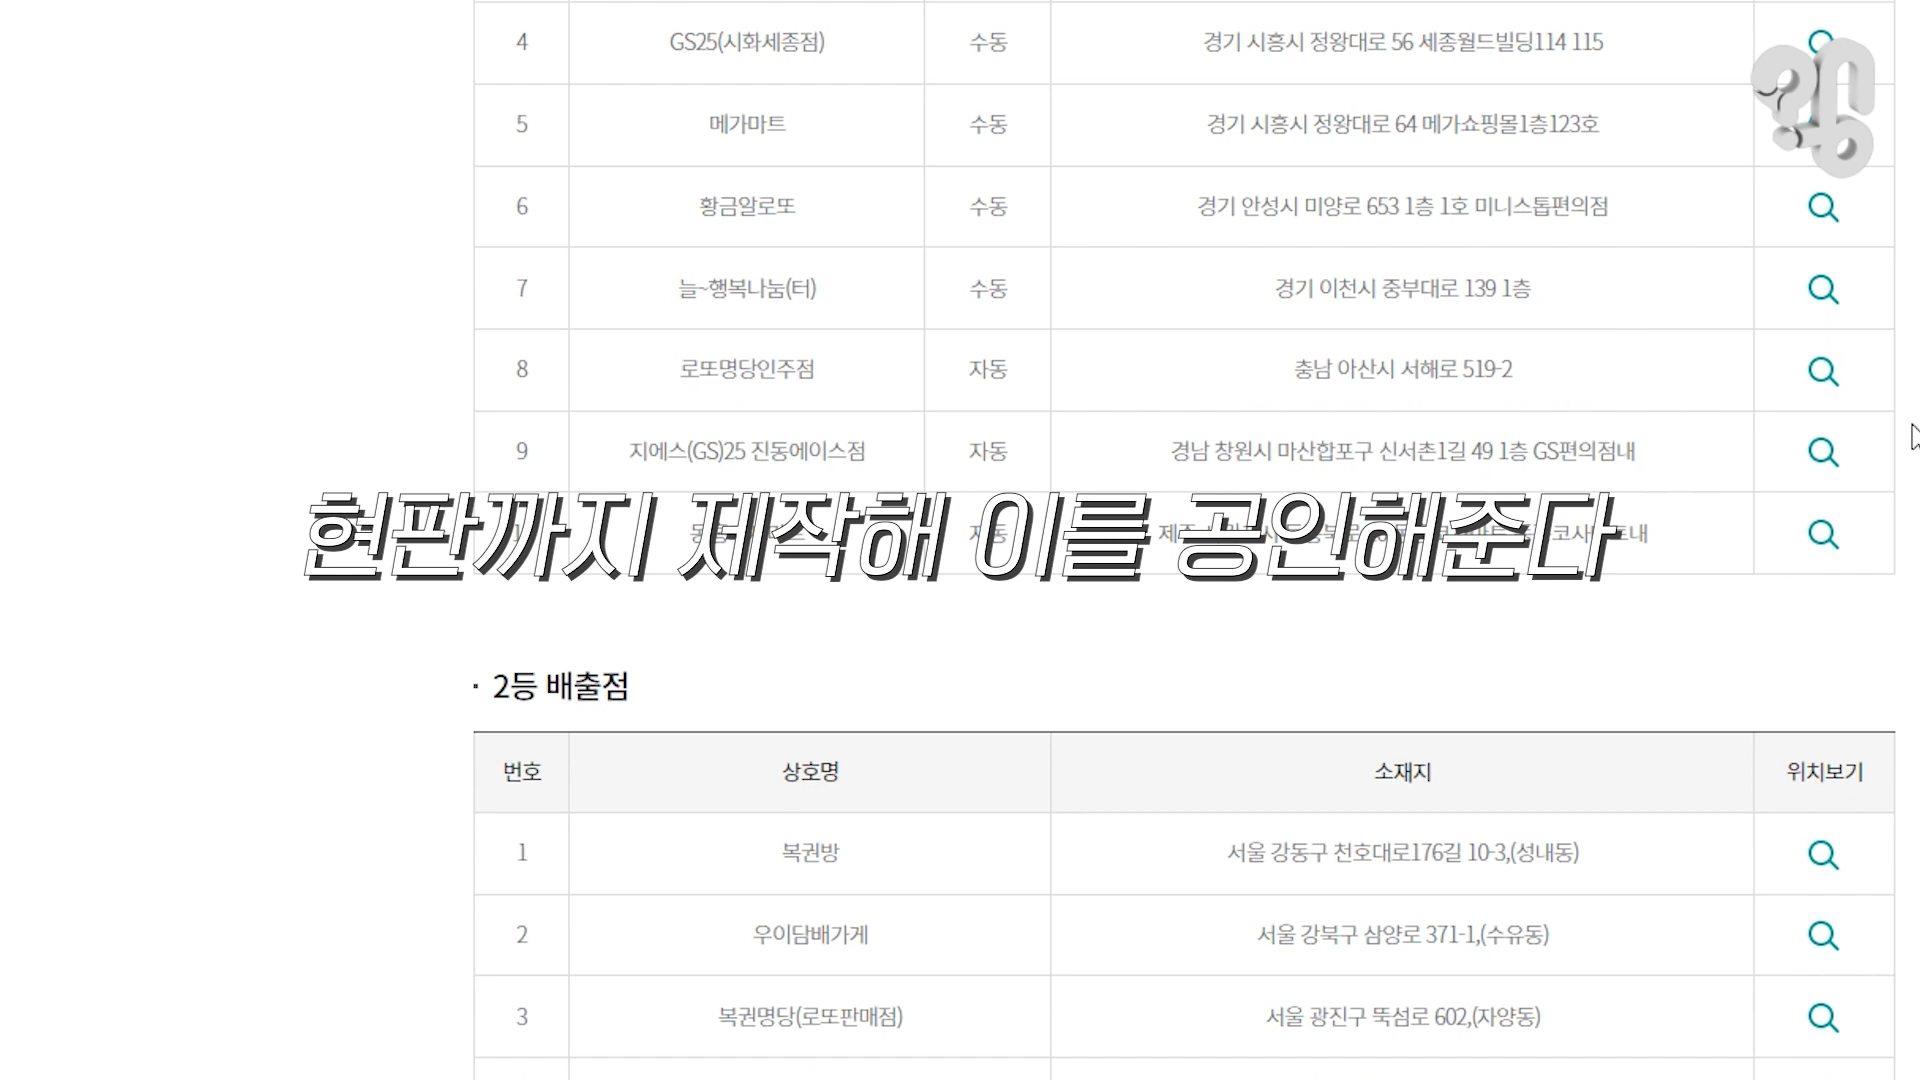 4 GS25(시화세종점) 수동 경기 시흥시 정왕대로 56 세종월드빌딩114 115
5 메가마트 수동 경기 시흥시 정왕대로 64 메가쇼핑몰1층123호
6 황금알로또 수동 경기 안성시 미양로 653 1층 1호 미니스톱편의점
7 늘~행복나눔(터) 수동 경기 이천시 중부대로 139 1층
8 로또명당인주점 자동 충남 아산시 서해로 519-2
9 지에스(GS)25 진동에이스점 자동 경남 창원시 마산합포구 신서촌1길 49 1층 GS편의점내
현판까지 제작해 이를 공인해준다
· 2등 배출점
번호 상호명 소재지 위치보기
1 복권방 서울 강동구 천호대로176길 10-3,(성내동)
2 우이담배가게 서울 강북구 삼양로 371-1,(수유동)
3 복권명당(로또판매점) 서울 광진구 뚝섬로 602,(자양동)